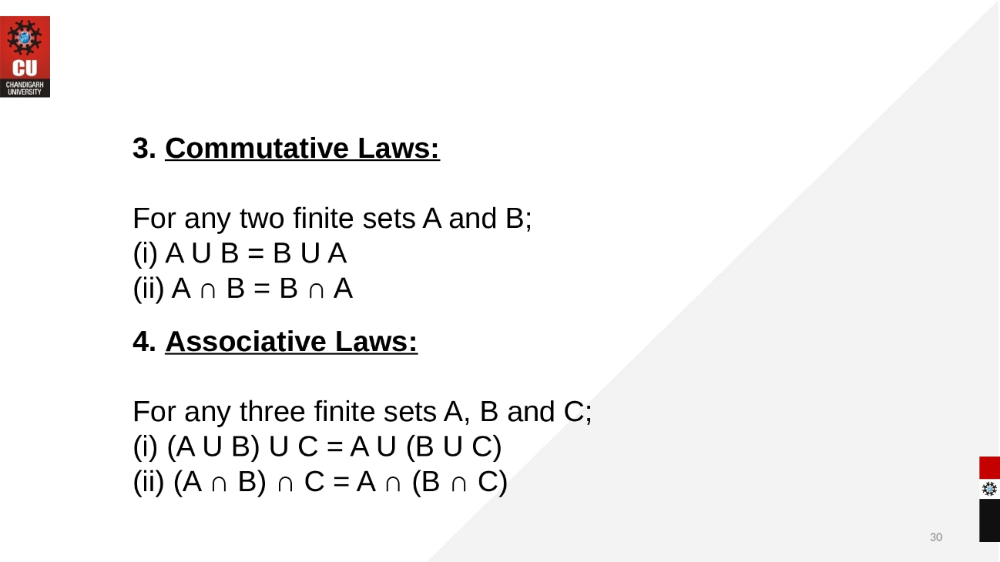 CU
CHANDIGARH
UNIVERSITY
3. Commutative Laws:
For any two finite sets A and B;
(i) A U B = B U A
(ii) A ∩ B = B ∩ A
4. Associative Laws:
For any three finite sets A, B and C;
(i) (A U B) U C = A U (B U C)
(ii) (A ∩ B) ∩ C = A ∩ (B ∩ C)
30